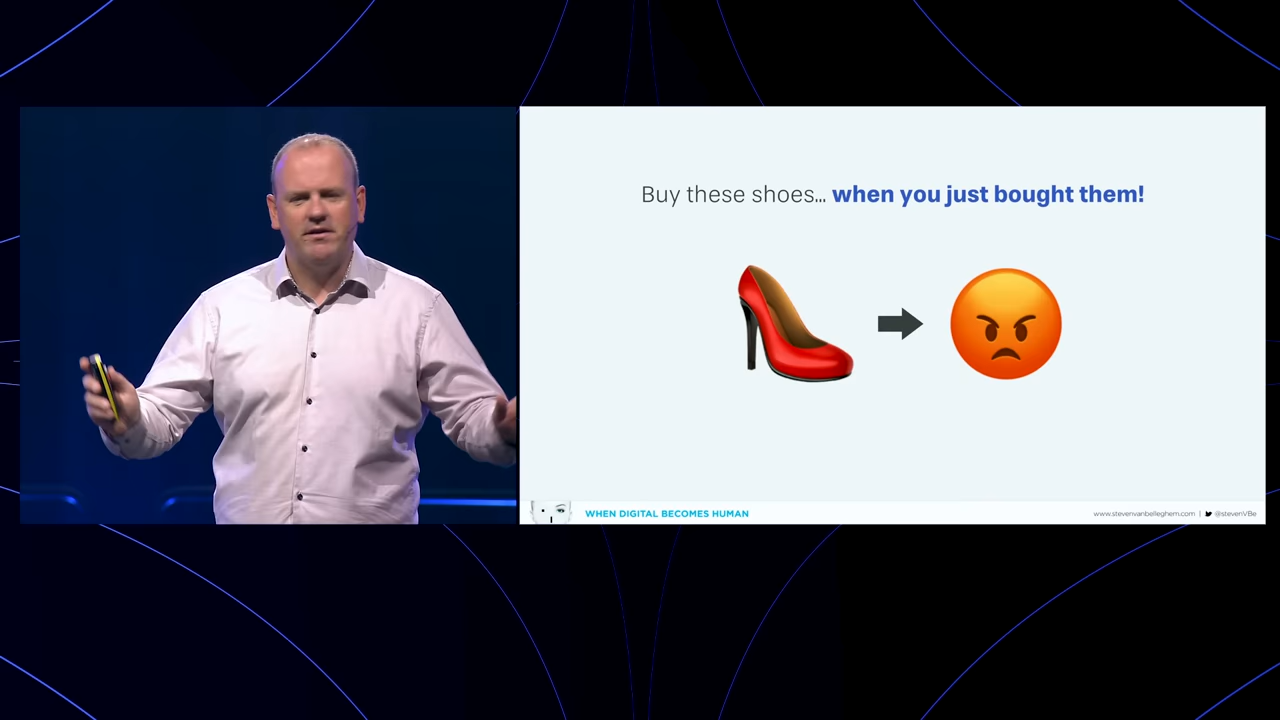 Buy these shoes... when you just bought them!
WHEN DIGITAL BECOMES HUMAN
www.stevenvanbelleghem.com | @stevenVBe